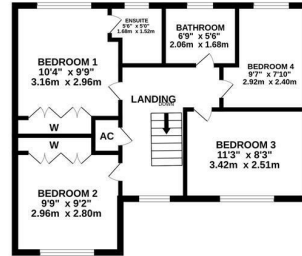 BEDROOM 1
10'4" x 9'9"
3.16m x 2.96m
ENSUITE
5'6" x 5'0"
1.68m x 1.52m
BATHROOM
6'9" x 5'6"
2.06m x 1.68m
BEDROOM 4
9'7" x 7'10"
2.92m x 2.40m
LANDING
DOWN
W
W
AC
BEDROOM 3
11'3" x 8'3"
3.42m x 2.51m
BEDROOM 2
9'9" x 9'2"
2.96m x 2.80m